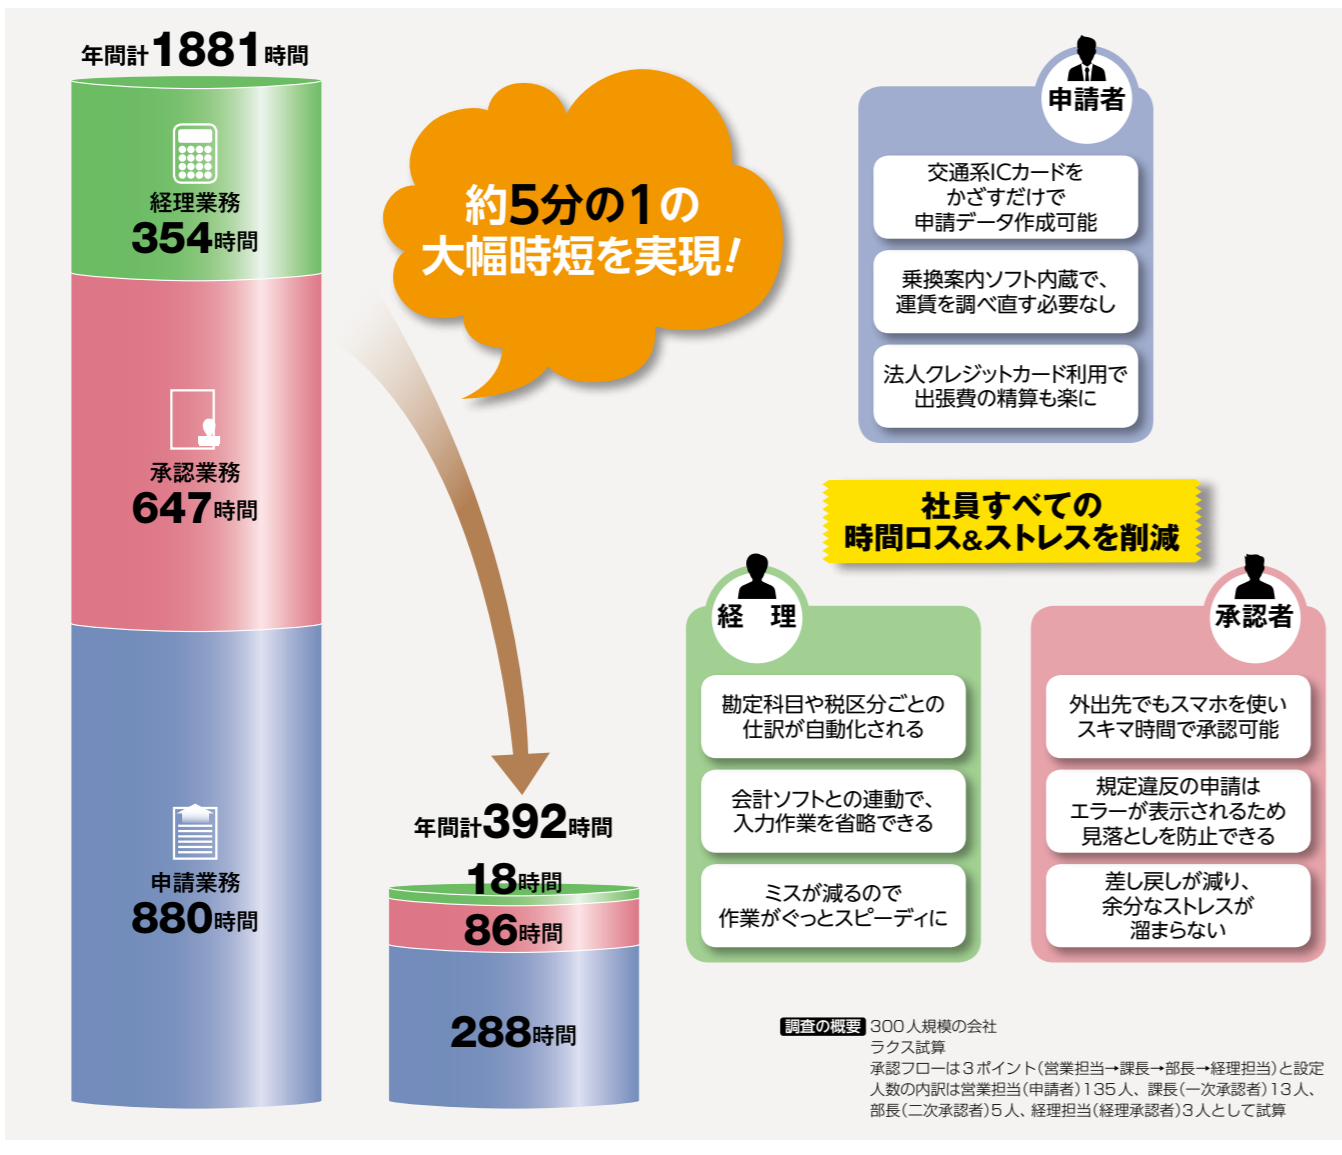 年間計1881時間
経理業務
354時間
承認業務
647時間
申請業務
880時間
約5分の1の
大幅時短を実現!
年間計392時間
18時間
86時間
288時間
申請者
交通系ICカードを
かざすだけで
申請データ作成可能
乗換案内ソフト内蔵で、
運賃を調べ直す必要なし
法人クレジットカード利用で
出張費の精算も楽に
社員すべての
時間ロス&ストレスを削減
経 理
勘定科目や税区分ごとの
仕訳が自動化される
会計ソフトとの連動で、
入力作業を省略できる
ミスが減るので
作業がぐっとスピーディに
承認者
外出先でもスマホを使い
スキマ時間で承認可能
規定違反の申請は
エラーが表示されるため
見落としを防止できる
差し戻しが減り、
余分なストレスが
溜まらない
調査の概要 300人規模の会社
ラクス試算
承認フローは3ポイント(営業担当→課長→部長→経理担当)と設定
人数の内訳は営業担当(申請者)135人、課長(一次承認者)13人、
部長(二次承認者)5人、経理担当(経理承認者)3人として試算